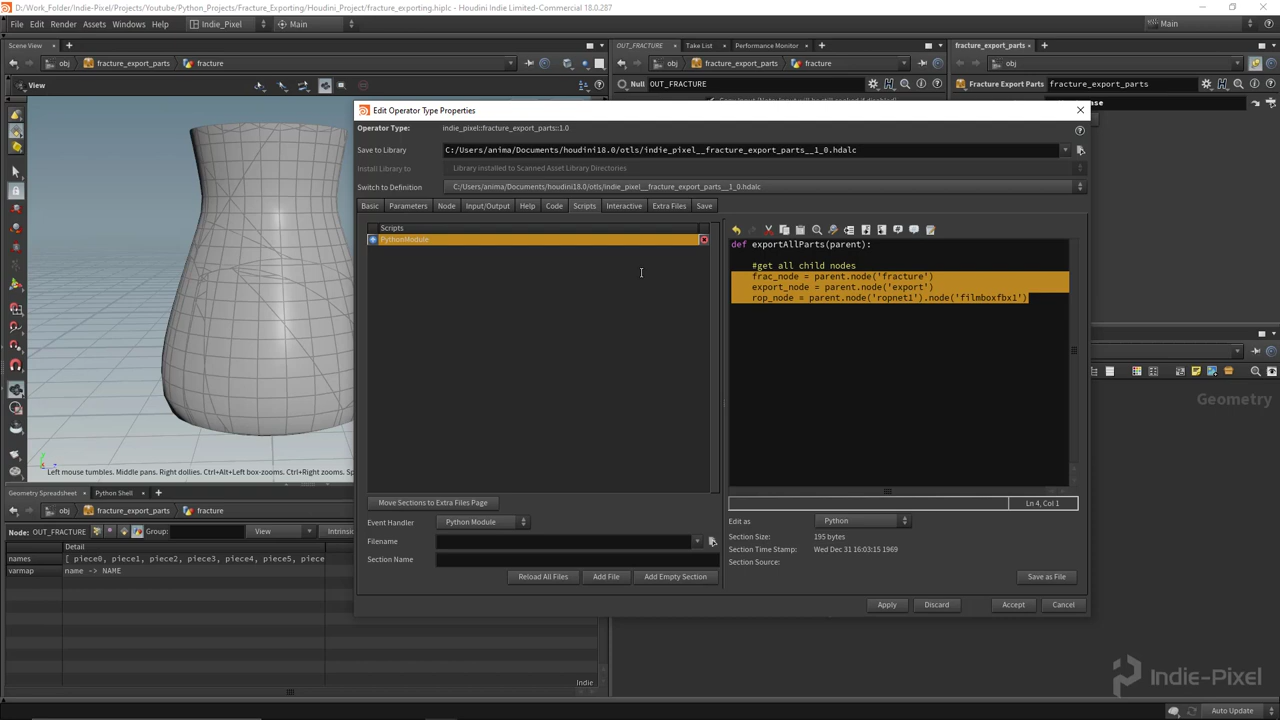 D:/Work_Folder/Indie_Pixel/Projects/Youtube/Python_Projects/Fracture_Exporting/Houdini_Project/fracture_exporting.hiplc - Houdini Indie Limited-Commercial 18.0.287
File Edit Render Assets Windows Help Indie_Pixel Main Main
Scene View OUT_FRACTURE Take List Performance Monitor fracture_export_parts
obj fracture_export_parts fracture obj fracture_export_parts fracture obj
View Null OUT_FRACTURE Fracture Export Parts fracture_export_parts
Edit Operator Type Properties
Operator Type: indie_pixel::fracture_export_parts::1.0
Save to Library C:/Users/anima/Documents/houdini18.0/otls/indie_pixel__fracture_export_parts__1_0.hdalc
Install Library to Library installed to Scanned Asset Library Directories
Switch to Definition C:/Users/anima/Documents/houdini18.0/otls/indie_pixel__fracture_export_parts__1_0.hdalc
Basic Parameters Node Input/Output Help Code Scripts Interactive Extra Files Save
Scripts
PythonModule
def exportAllParts(parent):
#get all child nodes
frac_node = parent.node('fracture')
export_node = parent.node('export')
rop_node = parent.node('ropnet1').node('filmboxfbx1')
Left mouse tumbles. Middle pans. Right dollies. Ctrl+Alt+Left box-zooms. Ctrl+Right zooms. Sp
Geometry
Geometry Spreadsheet Python Shell
Move Sections to Extra Files Page
Ln 4, Col 1
obj fracture_export_parts fracture
Event Handler Python Module
Edit as Python
Node: OUT_FRACTURE Group: View Intrinsi
Filename
Section Size: 195 bytes
Section Time Stamp: Wed Dec 31 16:03:15 1969
Detail
names [ piece0, piece1, piece2, piece3, piece4, piece5, piece
Section Name
Section Source:
varmap name -> NAME
Reload All Files Add File Add Empty Section Save as File
Apply Discard Accept Cancel
Indie
Indie-Pixel
Auto Update